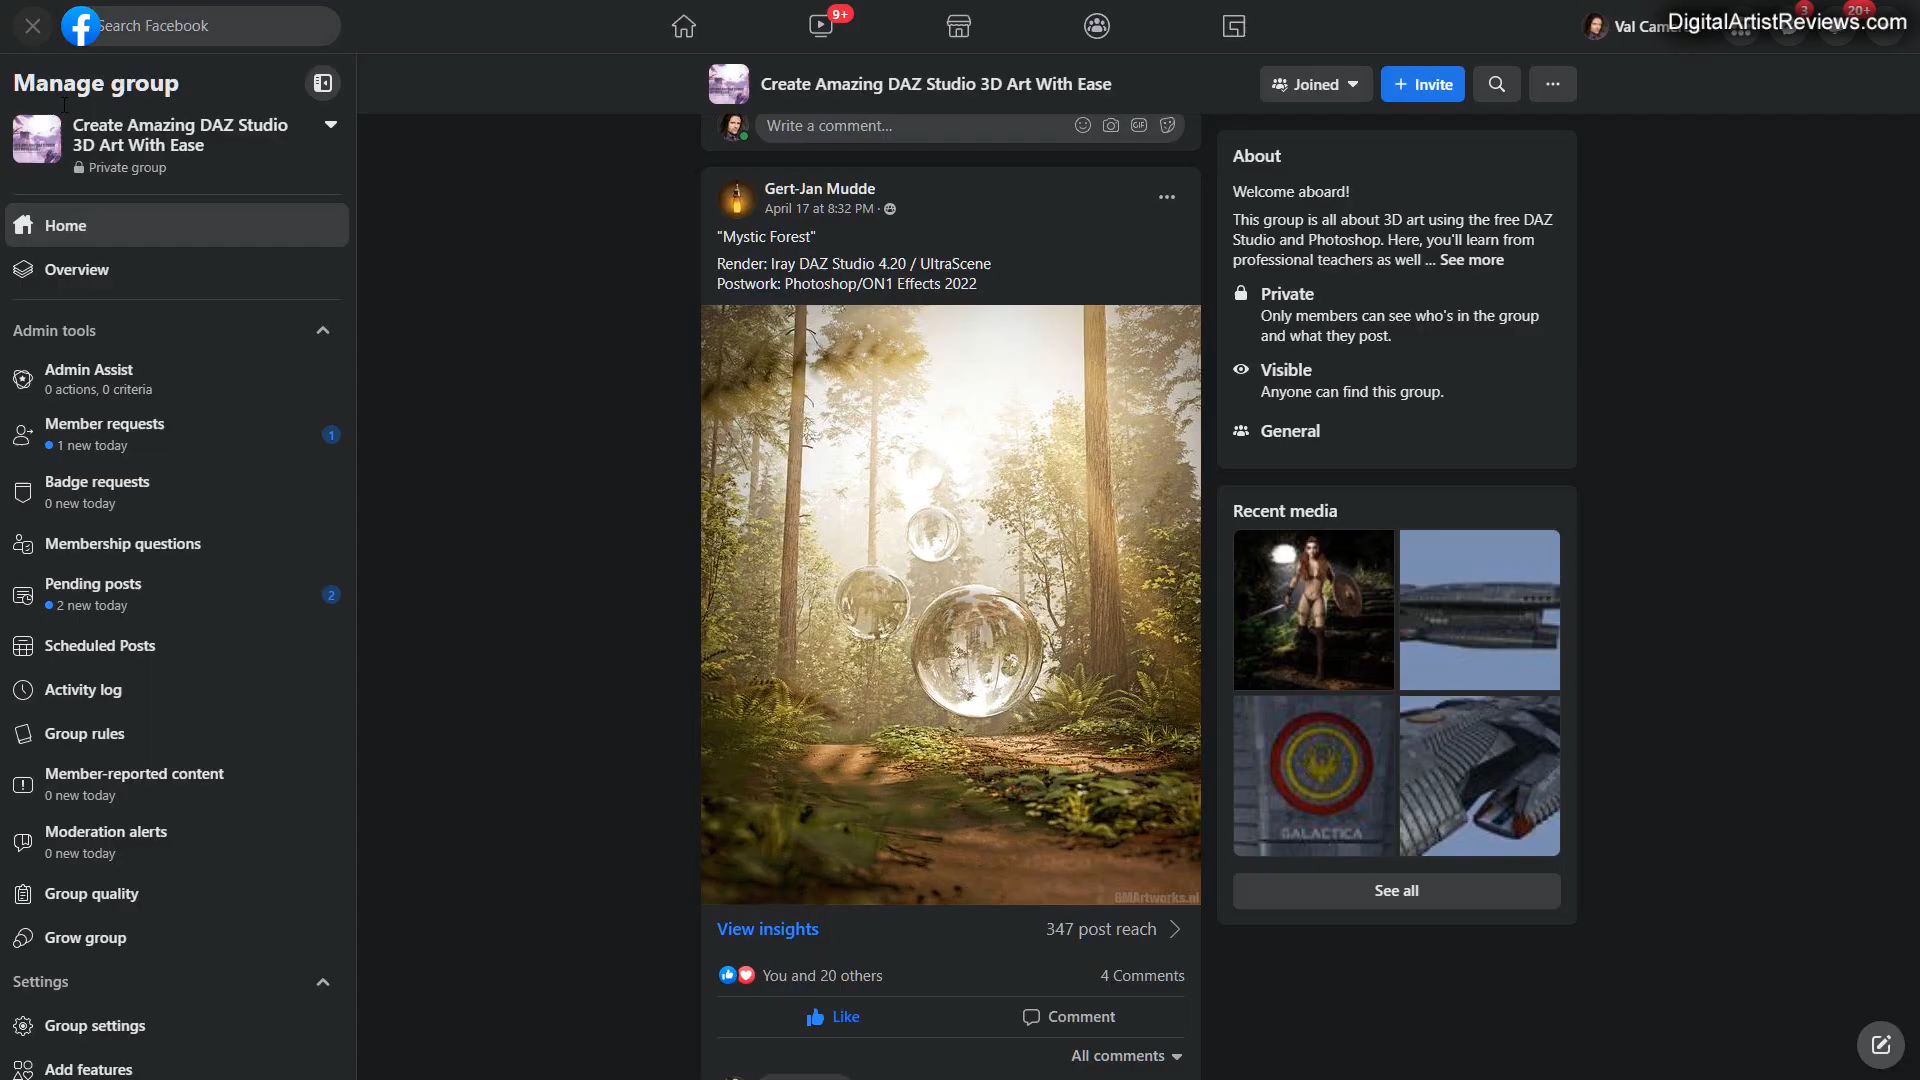 Search Facebook
9+
Val Came
3
20+
DigitalArtistReviews.com
Manage group
Create Amazing DAZ Studio
3D Art With Ease
Private group
Home
Overview
Admin tools
Admin Assist
0 actions, 0 criteria
Member requests
1 new today
1
Badge requests
0 new today
Membership questions
Pending posts
2 new today
2
Scheduled Posts
Activity log
Group rules
Member-reported content
0 new today
Moderation alerts
0 new today
Group quality
Grow group
Settings
Group settings
Add features
Create Amazing DAZ Studio 3D Art With Ease
Joined
+ Invite
Write a comment...
GIF
Gert-Jan Mudde
April 17 at 8:32 PM ·
"Mystic Forest"
Render: Iray DAZ Studio 4.20 / UltraScene
Postwork: Photoshop/ON1 Effects 2022
GMArtworks.nl
View insights
347 post reach
You and 20 others
4 Comments
Like
Comment
All comments
About
Welcome aboard!
This group is all about 3D art using the free DAZ
Studio and Photoshop. Here, you'll learn from
professional teachers as well ... See more
Private
Only members can see who's in the group
and what they post.
Visible
Anyone can find this group.
General
Recent media
GALACTICA
See all